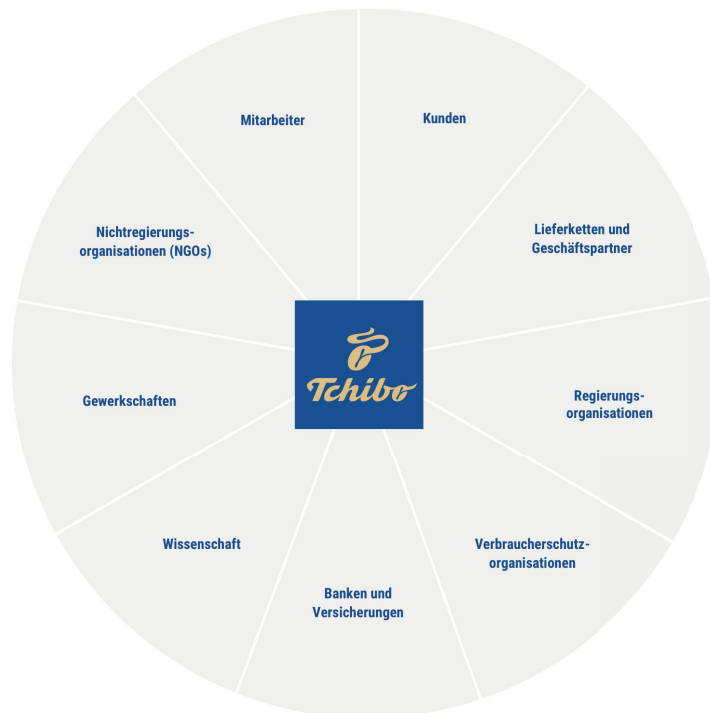 Mitarbeiter
Kunden
Nichtregierungs-
organisationen (NGOs)
Lieferketten und
Geschäftspartner
Tchibo
Gewerkschaften
Regierungs-
organisationen
Wissenschaft
Verbraucherschutz-
organisationen
Banken und
Versicherungen